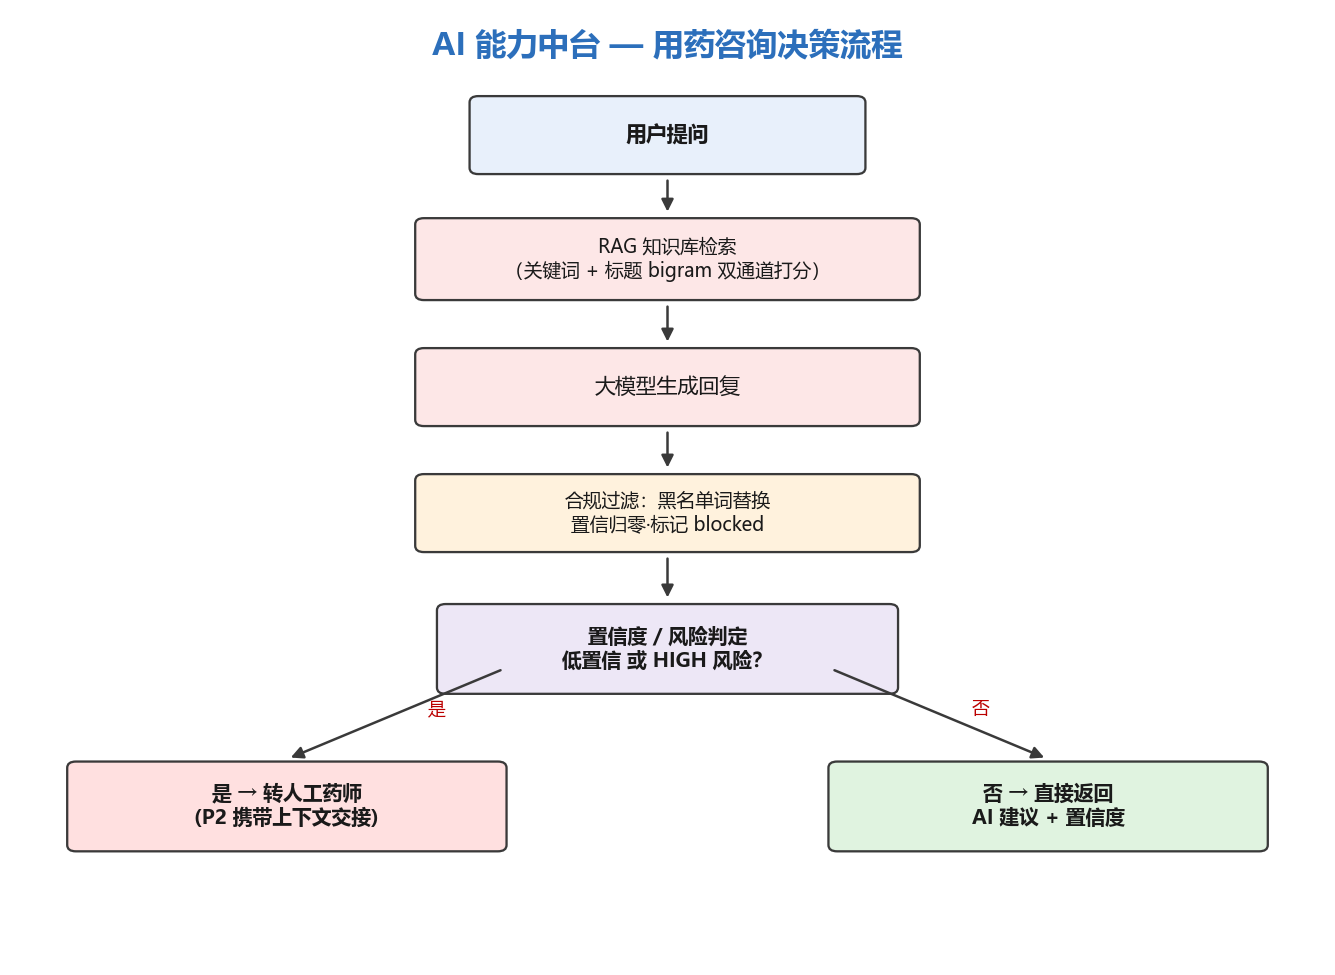 AI 能力中台 — 用药咨询决策流程
用户提问
RAG 知识库检索
（关键词 + 标题 bigram 双通道打分）
大模型生成回复
合规过滤：黑名单词替换
置信归零·标记 blocked
置信度 / 风险判定
低置信 或 HIGH 风险？
是
否
是 → 转人工药师
(P2 携带上下文交接)
否 → 直接返回
AI 建议 + 置信度